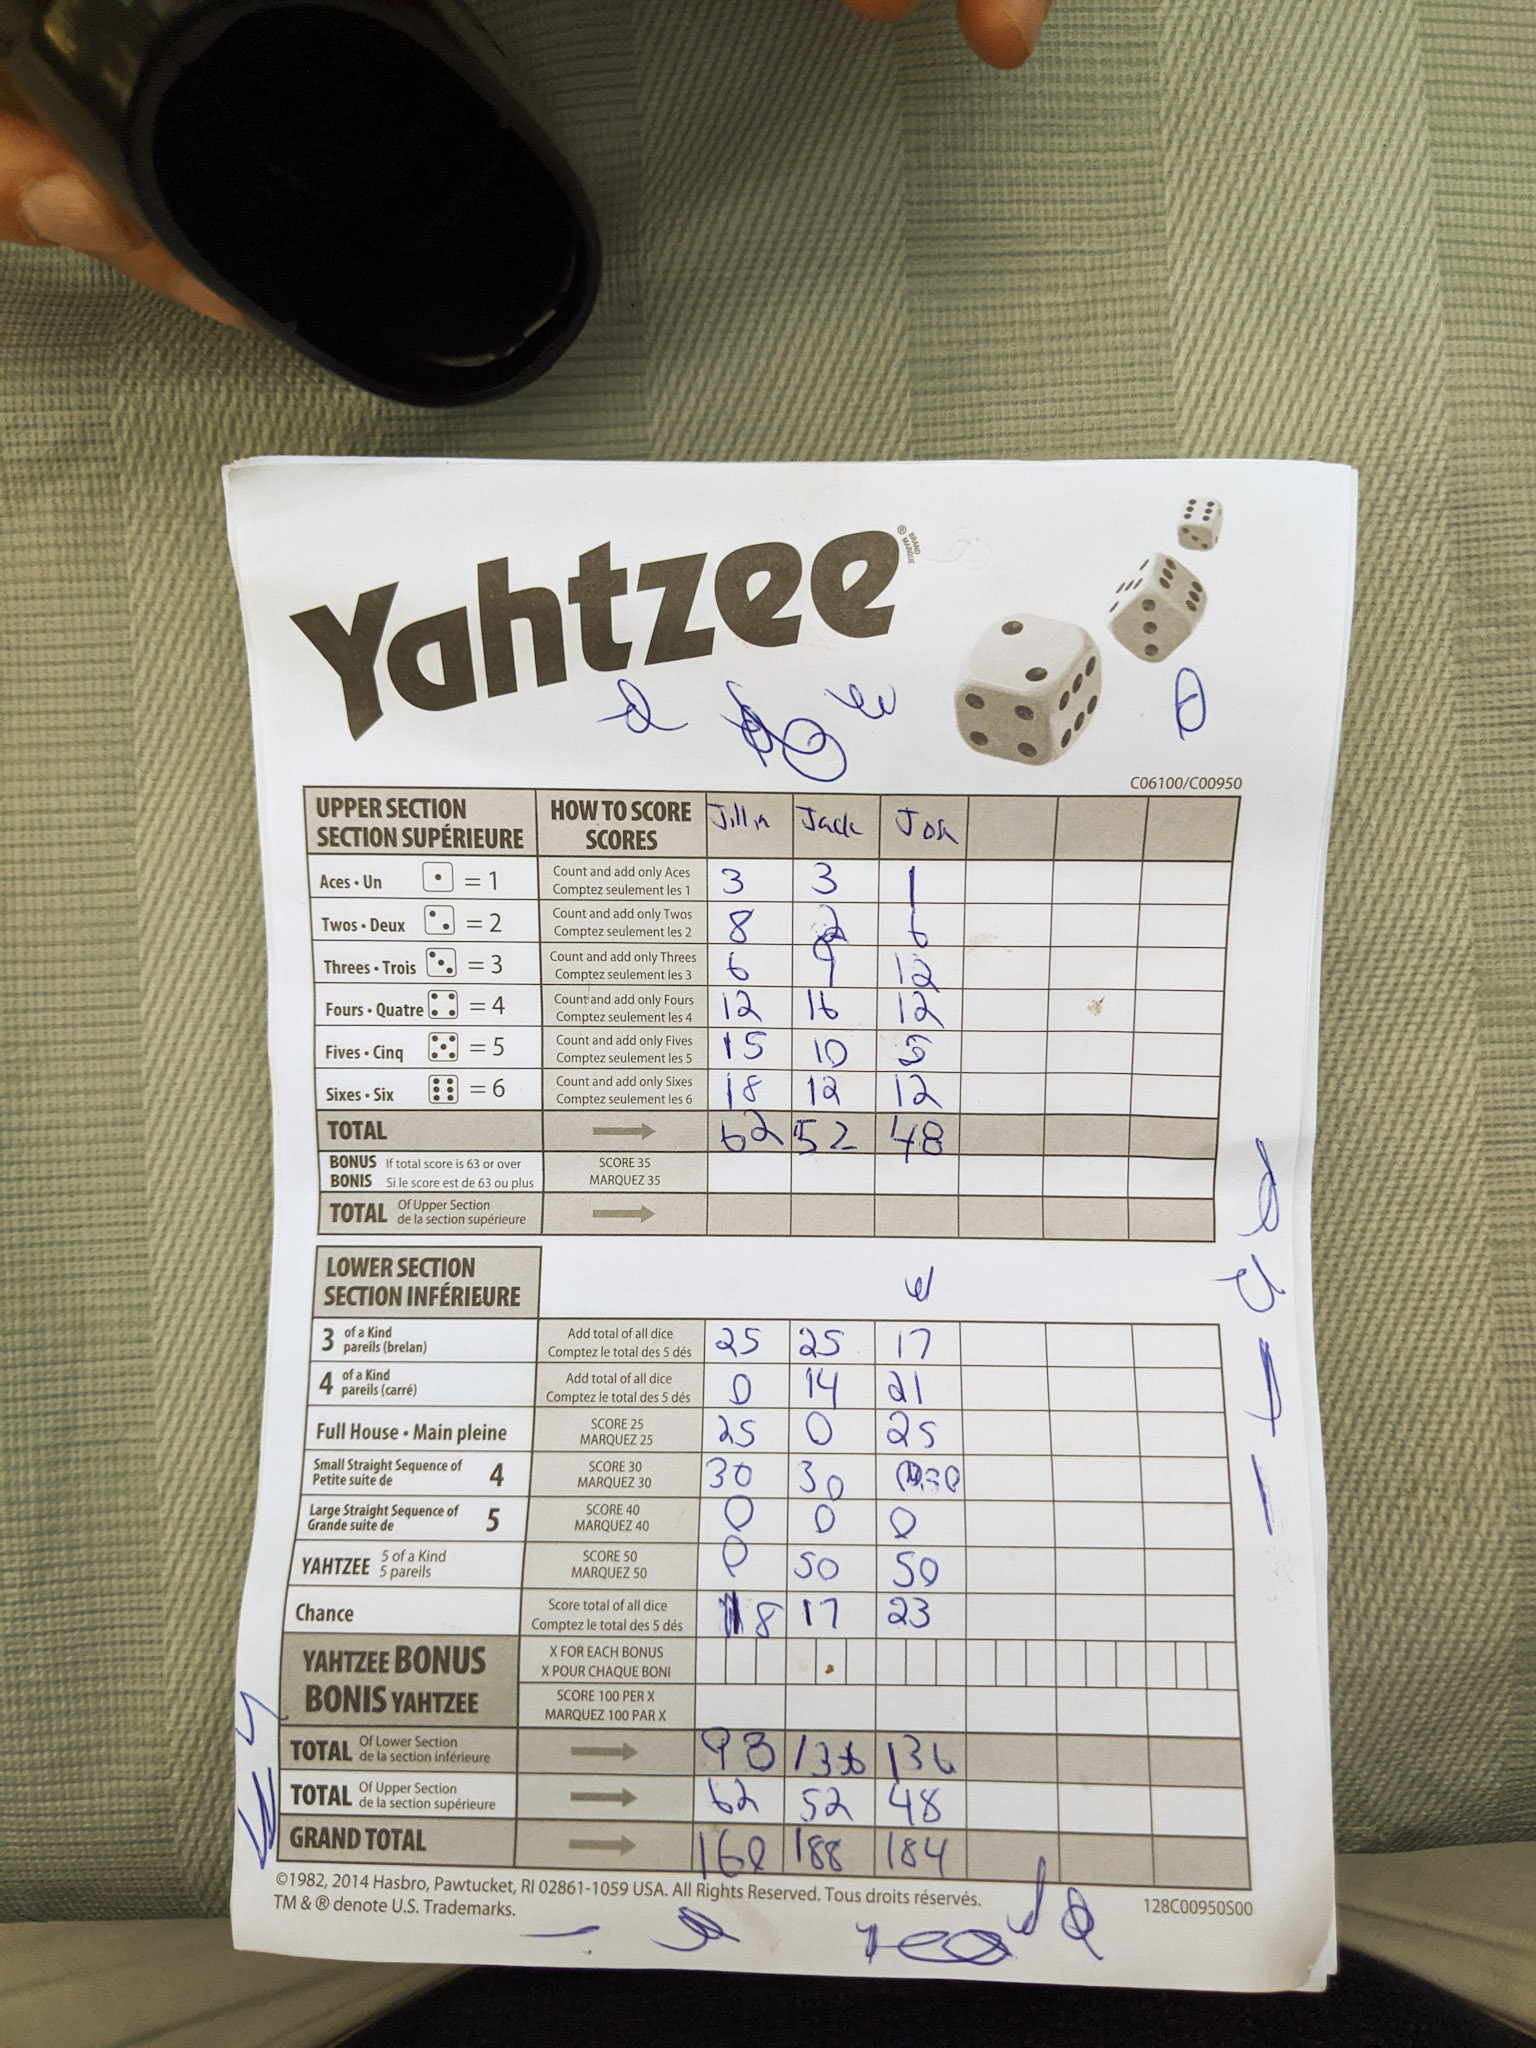 Yahtzee
® BRAND
MARQUE
C06100/C00950
UPPER SECTION HOW TO SCORE Jillin Jack Jon
SECTION SUPÉRIEURE SCORES
Aces • Un = 1 Count and add only Aces 3 3 1
Comptez seulement les 1
Twos • Deux = 2 Count and add only Twos 8 2 6
Comptez seulement les 2
Threes • Trois = 3 Count and add only Threes 6 9 12
Comptez seulement les 3
Fours • Quatre = 4 Count and add only Fours 12 16 12
Comptez seulement les 4
Fives • Cinq = 5 Count and add only Fives 15 10 5
Comptez seulement les 5
Sixes • Six = 6 Count and add only Sixes 18 12 12
Comptez seulement les 6
TOTAL 62 52 48
BONUS If total score is 63 or over SCORE 35
BONIS Si le score est de 63 ou plus MARQUEZ 35
TOTAL Of Upper Section
de la section supérieure
LOWER SECTION
SECTION INFÉRIEURE
3 of a Kind Add total of all dice 25 25 17
pareils (brelan) Comptez le total des 5 dés
4 of a Kind Add total of all dice 0 14 21
pareils (carré) Comptez le total des 5 dés
Full House • Main pleine SCORE 25 25 0 25
MARQUEZ 25
Small Straight Sequence of 4 SCORE 30 30 30 30
Petite suite de MARQUEZ 30
Large Straight Sequence of 5 SCORE 40 0 0 0
Grande suite de MARQUEZ 40
YAHTZEE 5 of a Kind SCORE 50 0 50 50
5 pareils MARQUEZ 50
Chance Score total of all dice 18 17 23
Comptez le total des 5 dés
YAHTZEE BONUS X FOR EACH BONUS
X POUR CHAQUE BONI
BONIS YAHTZEE SCORE 100 PER X
MARQUEZ 100 PAR X
TOTAL Of Lower Section 98 136 136
de la section inférieure
TOTAL Of Upper Section 62 52 48
de la section supérieure
GRAND TOTAL 160 188 184
©1982, 2014 Hasbro, Pawtucket, RI 02861-1059 USA. All Rights Reserved. Tous droits réservés.
TM & ® denote U.S. Trademarks. 128C00950S00